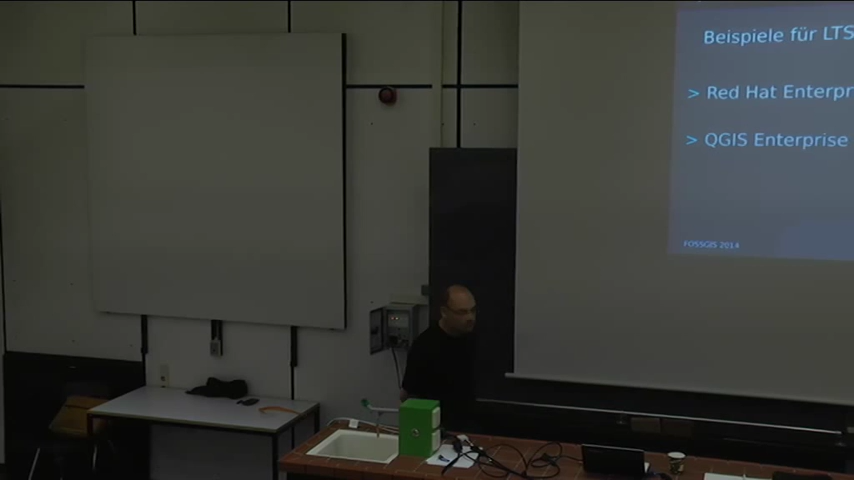 Beispiele für LTS
> Red Hat Enterpr
> QGIS Enterprise
FOSSGIS 2014